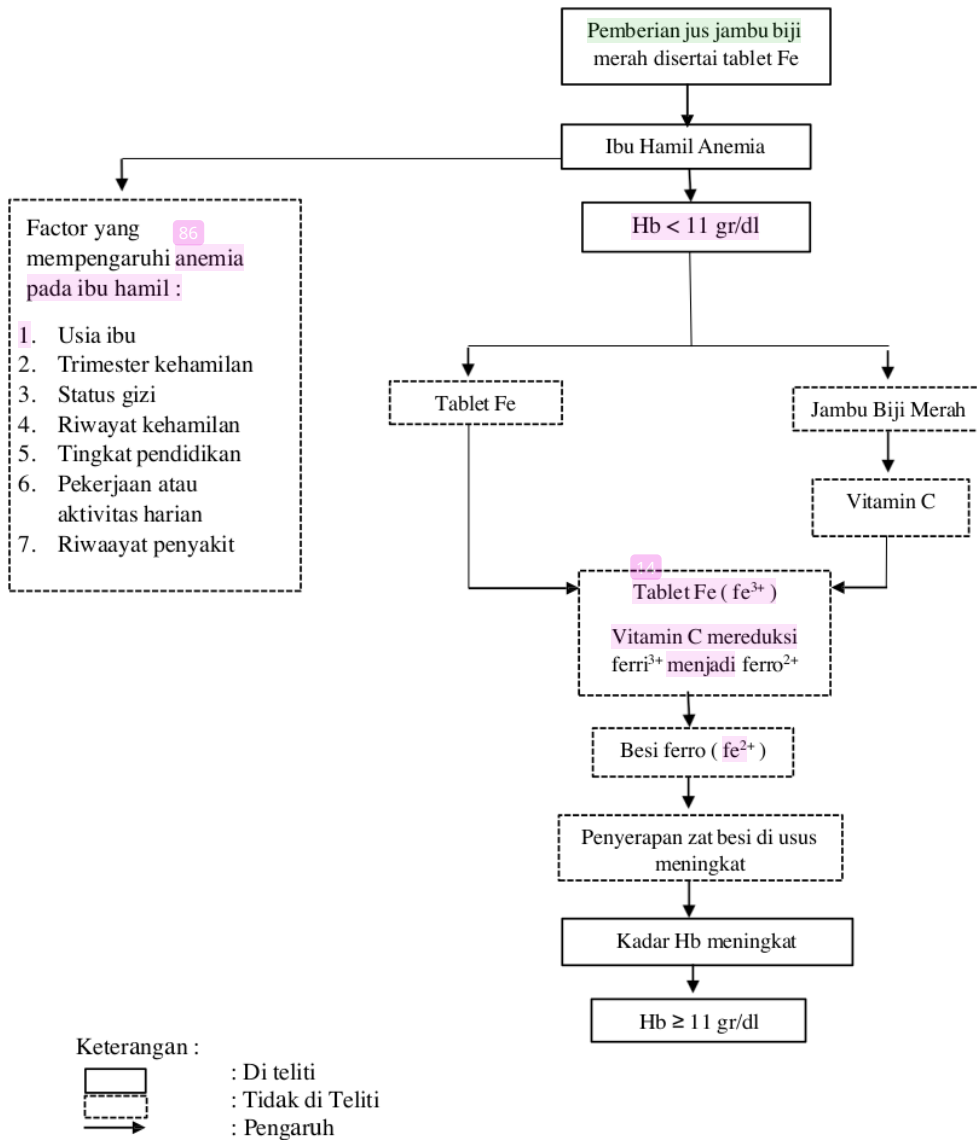 Pemberian jus jambu biji
merah disertai tablet Fe
Ibu Hamil Anemia
Hb < 11 gr/dl
Factor yang
86
mempengaruhi anemia
pada ibu hamil :
1. Usia ibu
2. Trimester kehamilan
3. Status gizi
4. Riwayat kehamilan
5. Tingkat pendidikan
6. Pekerjaan atau
aktivitas harian
7. Riwaayat penyakit
Tablet Fe
Jambu Biji Merah
Vitamin C
14
Tablet Fe ( fe³⁺ )
Vitamin C mereduksi
ferri³⁺ menjadi ferro²⁺
Besi ferro ( fe²⁺ )
Penyerapan zat besi di usus
meningkat
Kadar Hb meningkat
Hb ≥ 11 gr/dl
Keterangan :
: Di teliti
: Tidak di Teliti
: Pengaruh